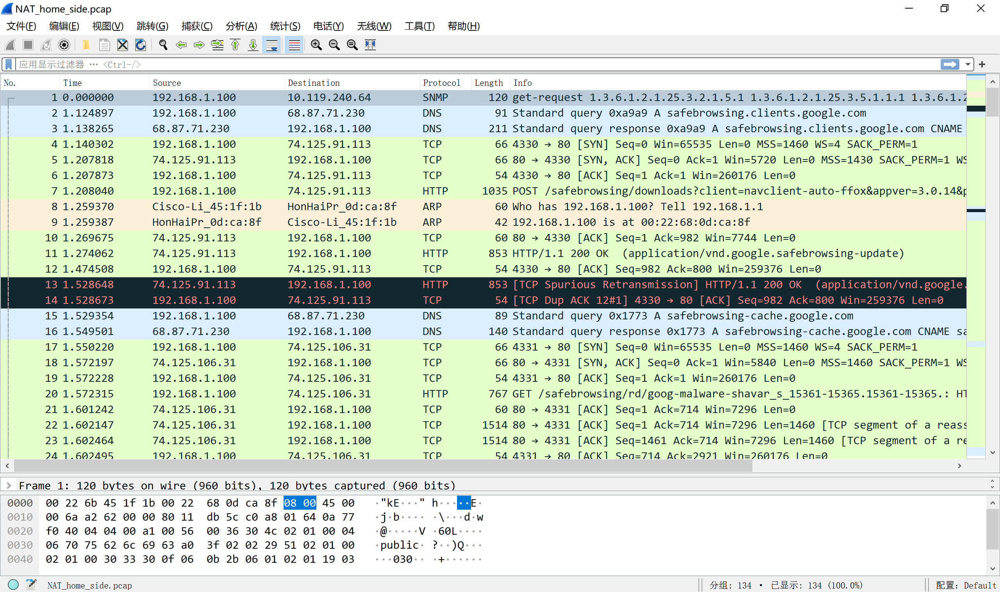 NAT_home_side.pcap
文件(F) 编辑(E) 视图(V) 跳转(G) 捕获(C) 分析(A) 统计(S) 电话(Y) 无线(W) 工具(T) 帮助(H)
应用显示过滤器 … <Ctrl-/>
No. Time Source Destination Protocol Length Info
1 0.000000 192.168.1.100 10.119.240.64 SNMP 120 get-request 1.3.6.1.2.1.25.3.2.1.5.1 1.3.6.1.2.1.25.3.5.1.1.1 1.3.6.1.2
2 1.124897 192.168.1.100 68.87.71.230 DNS 91 Standard query 0xa9a9 A safebrowsing.clients.google.com
3 1.138265 68.87.71.230 192.168.1.100 DNS 211 Standard query response 0xa9a9 A safebrowsing.clients.google.com CNAME
4 1.140302 192.168.1.100 74.125.91.113 TCP 66 4330 → 80 [SYN] Seq=0 Win=65535 Len=0 MSS=1460 WS=4 SACK_PERM=1
5 1.207818 74.125.91.113 192.168.1.100 TCP 66 80 → 4330 [SYN, ACK] Seq=0 Ack=1 Win=5720 Len=0 MSS=1430 SACK_PERM=1 WS
6 1.207873 192.168.1.100 74.125.91.113 TCP 54 4330 → 80 [ACK] Seq=1 Ack=1 Win=260176 Len=0
7 1.208040 192.168.1.100 74.125.91.113 HTTP 1035 POST /safebrowsing/downloads?client=navclient-auto-ffox&appver=3.0.14&p
8 1.259370 Cisco-Li_45:1f:1b HonHaiPr_0d:ca:8f ARP 60 Who has 192.168.1.100? Tell 192.168.1.1
9 1.259387 HonHaiPr_0d:ca:8f Cisco-Li_45:1f:1b ARP 42 192.168.1.100 is at 00:22:68:0d:ca:8f
10 1.269675 74.125.91.113 192.168.1.100 TCP 60 80 → 4330 [ACK] Seq=1 Ack=982 Win=7744 Len=0
11 1.274062 74.125.91.113 192.168.1.100 HTTP 853 HTTP/1.1 200 OK (application/vnd.google.safebrowsing-update)
12 1.474508 192.168.1.100 74.125.91.113 TCP 54 4330 → 80 [ACK] Seq=982 Ack=800 Win=259376 Len=0
13 1.528648 74.125.91.113 192.168.1.100 HTTP 853 [TCP Spurious Retransmission] HTTP/1.1 200 OK (application/vnd.google.
14 1.528673 192.168.1.100 74.125.91.113 TCP 54 [TCP Dup ACK 12#1] 4330 → 80 [ACK] Seq=982 Ack=800 Win=259376 Len=0
15 1.529354 192.168.1.100 68.87.71.230 DNS 89 Standard query 0x1773 A safebrowsing-cache.google.com
16 1.549501 68.87.71.230 192.168.1.100 DNS 140 Standard query response 0x1773 A safebrowsing-cache.google.com CNAME sa
17 1.550220 192.168.1.100 74.125.106.31 TCP 66 4331 → 80 [SYN] Seq=0 Win=65535 Len=0 MSS=1460 WS=4 SACK_PERM=1
18 1.572197 74.125.106.31 192.168.1.100 TCP 66 80 → 4331 [SYN, ACK] Seq=0 Ack=1 Win=5840 Len=0 MSS=1460 SACK_PERM=1 WS
19 1.572228 192.168.1.100 74.125.106.31 TCP 54 4331 → 80 [ACK] Seq=1 Ack=1 Win=260176 Len=0
20 1.572315 192.168.1.100 74.125.106.31 HTTP 767 GET /safebrowsing/rd/goog-malware-shavar_s_15361-15365.15361-15365.: HT
21 1.601242 74.125.106.31 192.168.1.100 TCP 60 80 → 4331 [ACK] Seq=1 Ack=714 Win=7296 Len=0
22 1.602147 74.125.106.31 192.168.1.100 TCP 1514 80 → 4331 [ACK] Seq=1 Ack=714 Win=7296 Len=1460 [TCP segment of a reass
23 1.602464 74.125.106.31 192.168.1.100 TCP 1514 80 → 4331 [ACK] Seq=1461 Ack=714 Win=7296 Len=1460 [TCP segment of a re
24 1.602495 192.168.1.100 74.125.106.31 TCP 54 4331 → 80 [ACK] Seq=714 Ack=2921 Win=260176 Len=0
Frame 1: 120 bytes on wire (960 bits), 120 bytes captured (960 bits)
0000 00 22 6b 45 1f 1b 00 22 68 0d ca 8f 08 00 45 00 ·"kE···" h·····E·
0010 00 6a a2 62 00 00 80 11 db 5c c0 a8 01 64 0a 77 ·j·b···· ·\···d·w
0020 f0 40 04 04 00 a1 00 56 00 36 30 4c 02 01 00 04 ·@·····V ·60L····
0030 06 70 75 62 6c 69 63 a0 3f 02 02 29 51 02 01 00 ·public· ?··)Q···
0040 02 01 00 30 33 30 0f 06 0b 2b 06 01 02 01 19 03 ···030·· ·+······
NAT_home_side.pcap 分组: 134 · 已显示: 134 (100.0%) 配置: Default